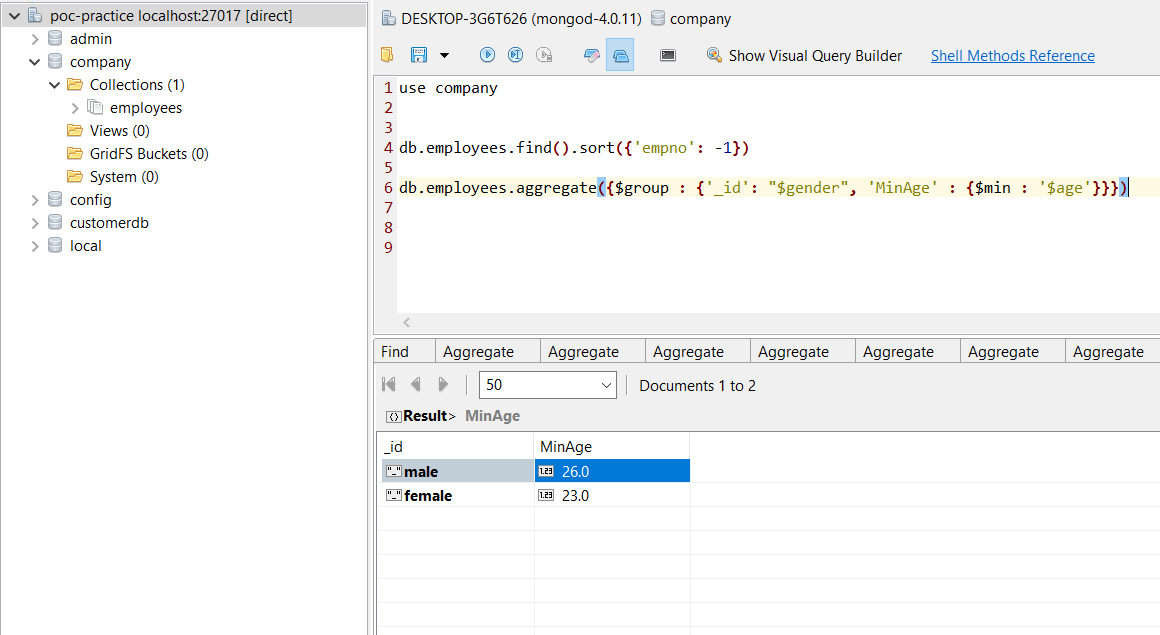 poc-practice localhost:27017 [direct]
admin
company
Collections (1)
employees
Views (0)
GridFS Buckets (0)
System (0)
config
customerdb
local
DESKTOP-3G6T626 (mongod-4.0.11) company
Show Visual Query Builder Shell Methods Reference
1 use company
2
3
4 db.employees.find().sort({'empno': -1})
5
6 db.employees.aggregate({$group : {'_id': "$gender", 'MinAge' : {$min : '$age'}}})
7
8
9
Find Aggregate Aggregate Aggregate Aggregate Aggregate Aggregate Aggregate
50 Documents 1 to 2
Result> MinAge
_id MinAge
"_" male 1.23 26.0
"_" female 1.23 23.0